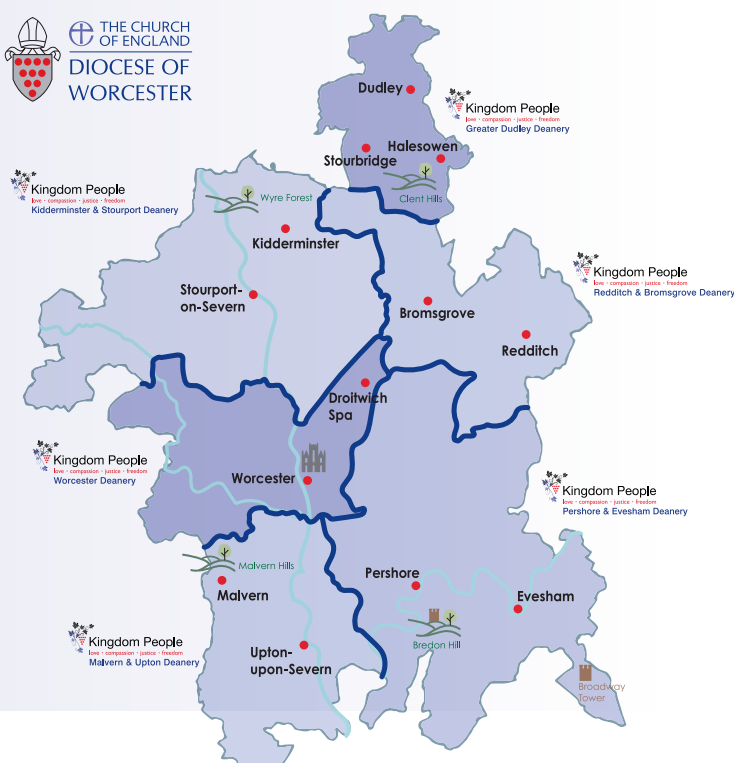 THE CHURCH
OF ENGLAND
DIOCESE OF
WORCESTER
Dudley
Kingdom People
love · compassion · justice · freedom
Greater Dudley Deanery
Stourbridge
Halesowen
Clent Hills
Kingdom People
love · compassion · justice · freedom
Kidderminster & Stourport Deanery
Wyre Forest
Kidderminster
Stourport-
on-Severn
Kingdom People
love · compassion · justice · freedom
Redditch & Bromsgrove Deanery
Bromsgrove
Redditch
Droitwich
Spa
Kingdom People
love · compassion · justice · freedom
Worcester Deanery
Worcester
Kingdom People
love · compassion · justice · freedom
Pershore & Evesham Deanery
Malvern Hills
Malvern
Pershore
Evesham
Bredon Hill
Kingdom People
love · compassion · justice · freedom
Malvern & Upton Deanery
Upton-
upon-Severn
Broadway
Tower